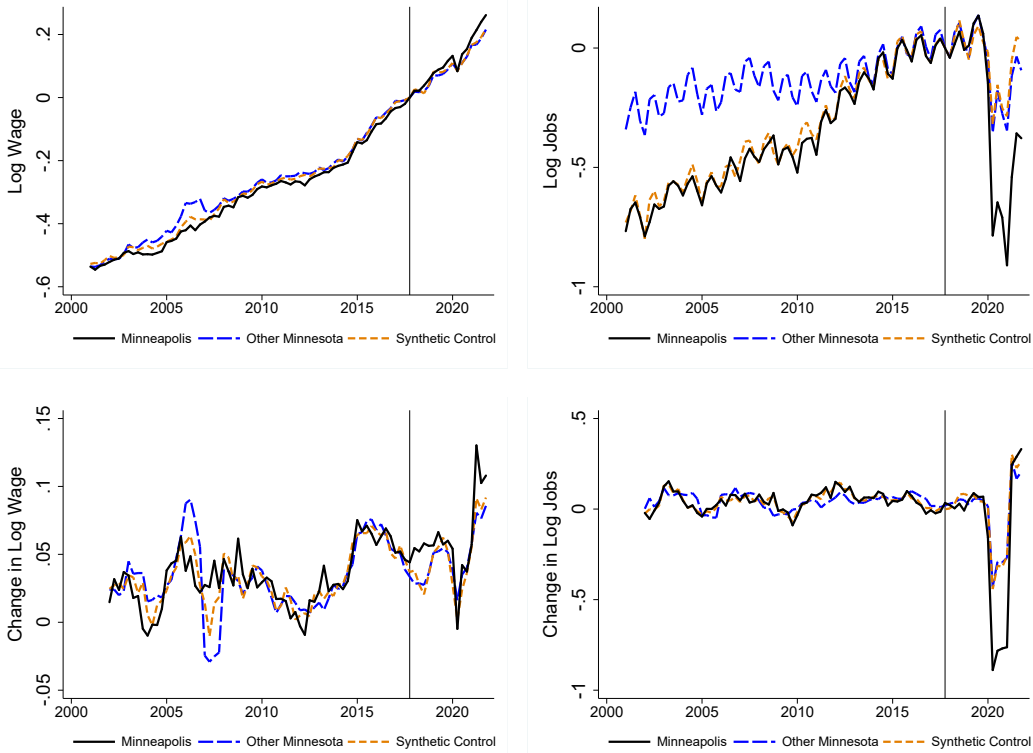 Log Wage
.2
0
.2
-.4
-.6
2000 2005 2010 2015 2020
Minneapolis Other Minnesota Synthetic Control
Log Jobs
0
-.5
-1
2000 2005 2010 2015 2020
Minneapolis Other Minnesota Synthetic Control
Change in Log Wage
.15
.1
.05
0
-.05
2000 2005 2010 2015 2020
Minneapolis Other Minnesota Synthetic Control
Change in Log Jobs
.5
0
-.5
-1
2000 2005 2010 2015 2020
Minneapolis Other Minnesota Synthetic Control